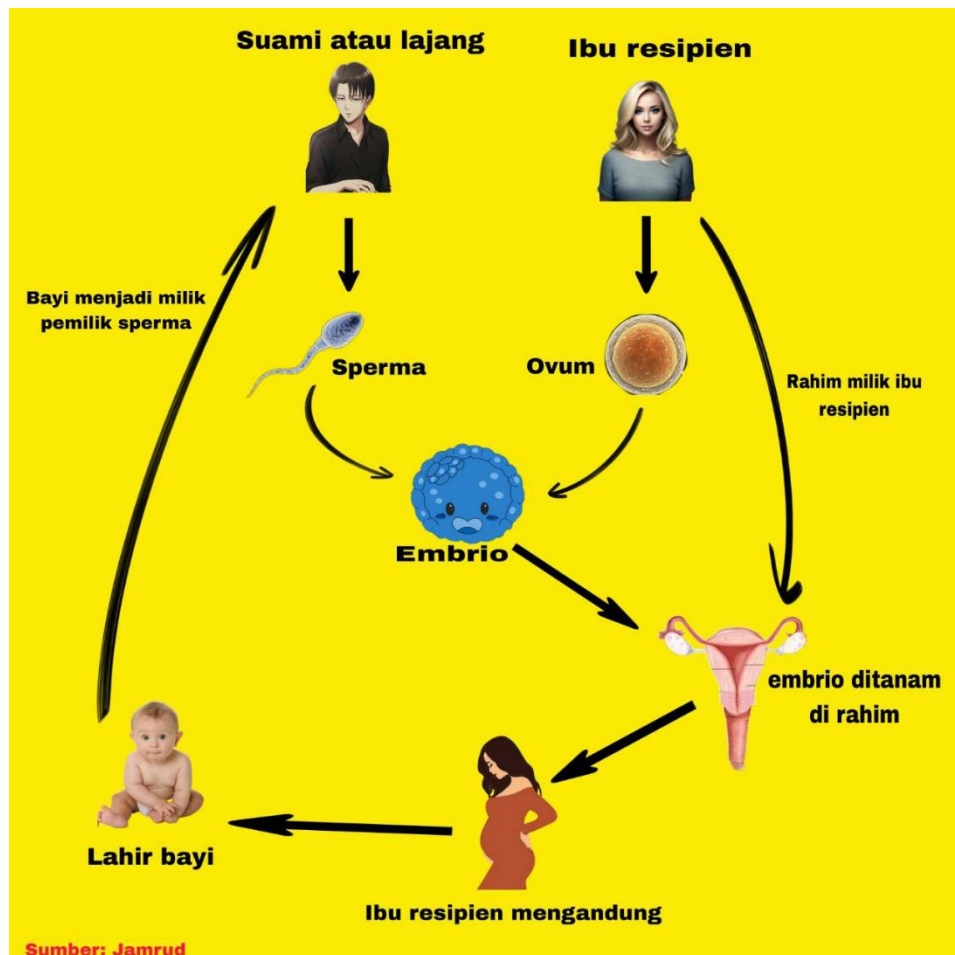 Suami atau lajang
Ibu resipien
Bayi menjadi milik
pemilik sperma
Sperma
Ovum
Rahim milik ibu
resipien
Embrio
embrio ditanam
di rahim
Lahir bayi
Ibu resipien mengandung
Sumber: Jamrud